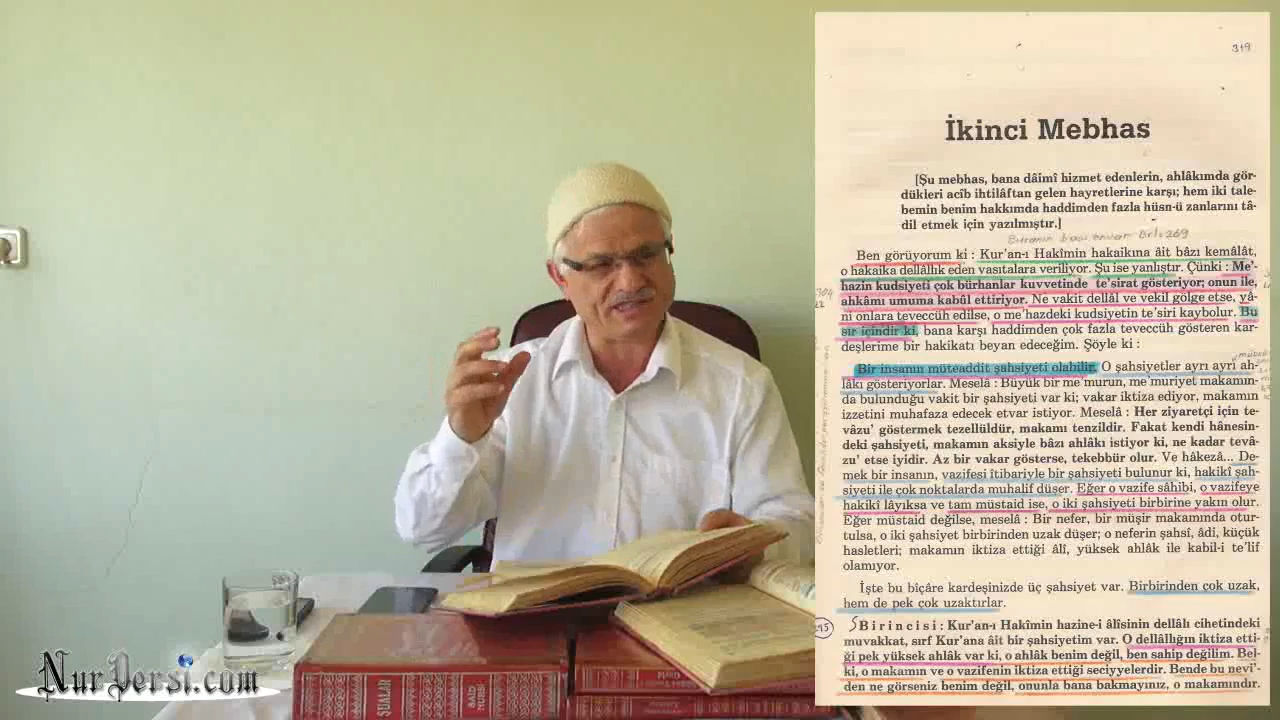 319
İkinci Mebhas
[Şu mebhas, bana dâimî hizmet edenlerin, ahlâkımda gör-
dükleri acîb ihtilâftan gelen hayretlerine karşı; hem iki tale-
bemin benim hakkımda haddimden fazla hüsn-ü zanlarını tâ-
dil etmek için yazılmıştır.]
Ben görüyorum ki : Kur'an-ı Hakîmin hakaikına âit bâzı kemâlât,
o hakaika dellâllık eden vasıtalara veriliyor. Şu ise yanlıştır. Çünki : Me'-
hazin kudsiyeti çok bürhanlar kuvvetinde te'sirat gösteriyor; onun ile,
ahkâmı umuma kabûl ettiriyor. Ne vakit dellâl ve vekil gölge etse, yâ-
ni onlara teveccüh edilse, o me'hazdeki kudsiyetin te'siri kaybolur. Bu
sır içindir ki, bana karşı haddimden çok fazla teveccüh gösteren kar-
deşlerime bir hakikatı beyan edeceğim. Şöyle ki :
Bir insanın müteaddit şahsiyeti olabilir. O şahsiyetler ayrı ayrı ah-
lâkı gösteriyorlar. Meselâ : Büyük bir me'murun, me'muriyet makamın-
da bulunduğu vakit bir şahsiyeti var ki; vakar iktiza ediyor, makamın
izzetini muhafaza edecek etvar istiyor. Meselâ : Her ziyaretçi için te-
vâzu' göstermek tezellüldür, makamı tenzildir. Fakat kendi hânesin-
deki şahsiyeti, makamın aksiyle bâzı ahlâkı istiyor ki, ne kadar tevâ-
zu' etse iyidir. Az bir vakar gösterse, tekebbür olur. Ve hâkezâ... De-
mek bir insanın, vazifesi îtibariyle bir şahsiyeti bulunur ki, hakikî şah-
siyeti ile çok noktalarda muhalif düşer. Eğer o vazife sâhibi, o vazifeye
hakîkî lâyıksa ve tam müstaid ise, o iki şahsiyeti birbirine yakın olur.
Eğer müstaid değilse, meselâ : Bir nefer, bir müşir makamında otur-
tulsa, o iki şahsiyet birbirinden uzak düşer; o neferin şahsi, âdi, küçük
hasletleri; makamın iktiza ettiği âlî, yüksek ahlâk ile kabil-i te'lif
olamıyor.
İşte bu bîçâre kardeşinizde üç şahsiyet var. Birbirinden çok uzak,
hem de pek çok uzaktırlar.
Birincisi : Kur'an-ı Hakîmin hazine-i âlîsinin dellâlı cihetindeki
muvakkat, sırf Kur'ana âit bir şahsiyetim var. O dellâllığın iktiza etti-
ği pek yüksek ahlâk var ki, o ahlâk benim değil, ben sahip değilim. Bel-
ki, o makamın ve o vazifenin iktiza ettiği seciyyelerdir. Bende bu nevi'-
den ne görseniz benim değil, onunla bana bakmayınız, o makamındır.
ŞUALAR
SAİD NURSİ
NurDersi.com